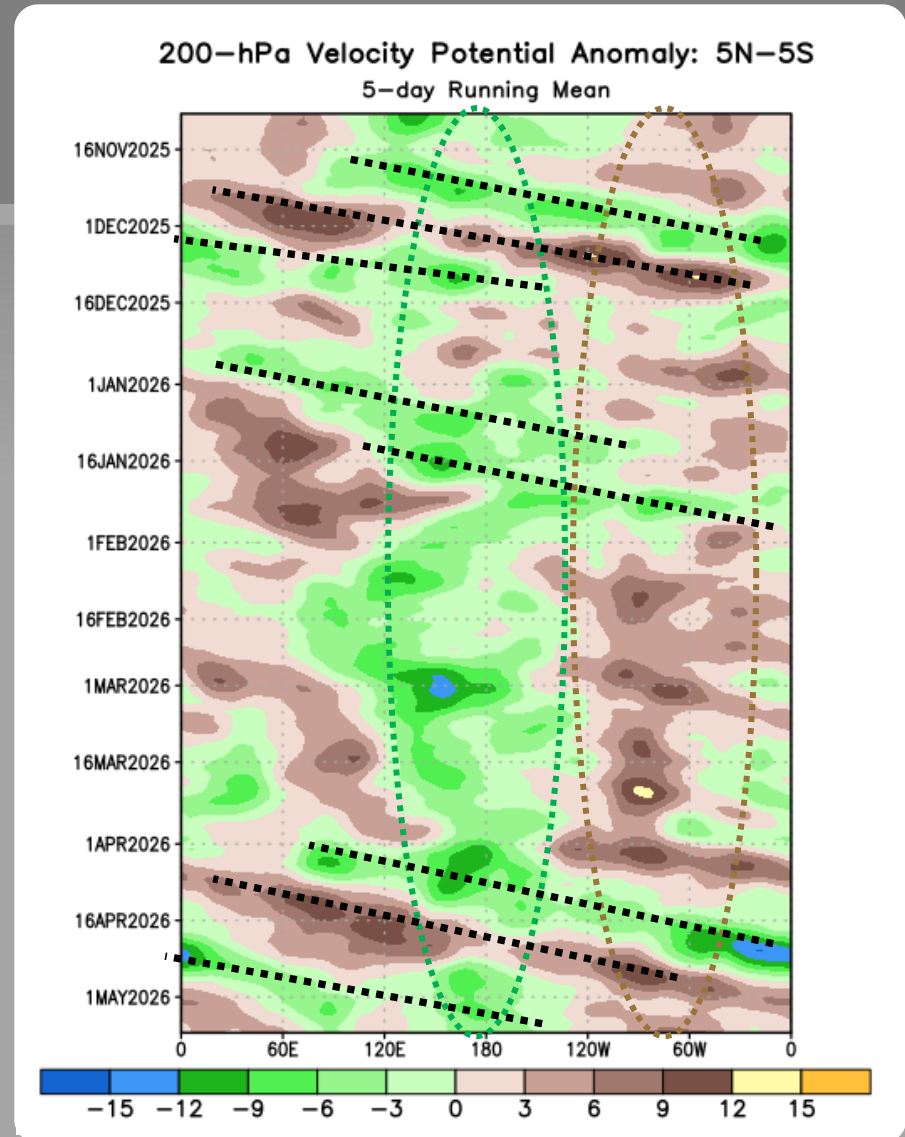 200-hPa Velocity Potential Anomaly: 5N-5S
5-day Running Mean
16NOV2025
1DEC2025
16DEC2025
1JAN2026
16JAN2026
1FEB2026
16FEB2026
1MAR2026
16MAR2026
1APR2026
16APR2026
1MAY2026
0 60E 120E 180 120W 60W 0
-15 -12 -9 -6 -3 0 3 6 9 12 15